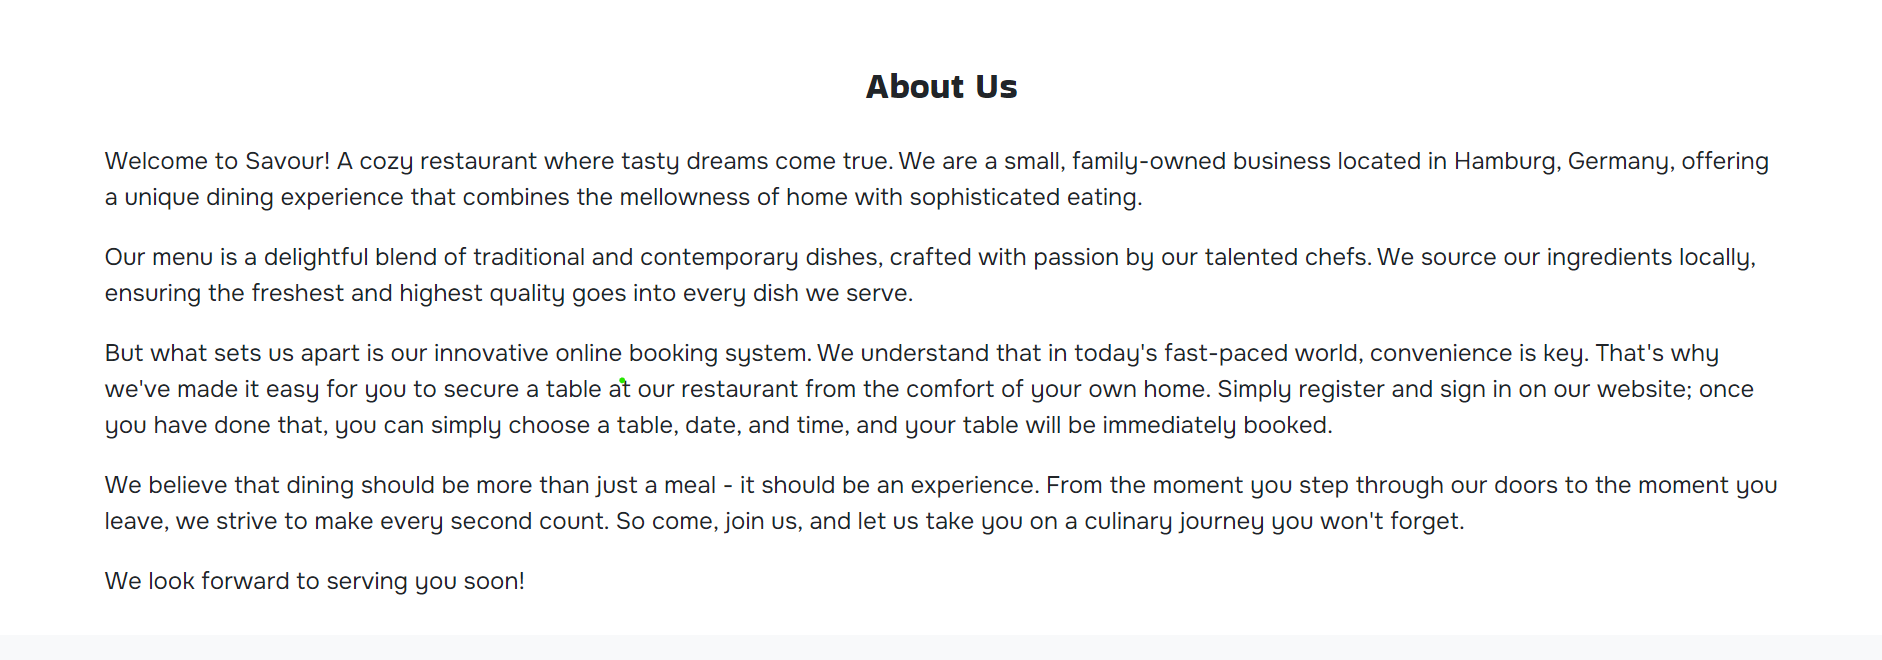 About Us
Welcome to Savour! A cozy restaurant where tasty dreams come true. We are a small, family-owned business located in Hamburg, Germany, offering
a unique dining experience that combines the mellowness of home with sophisticated eating.
Our menu is a delightful blend of traditional and contemporary dishes, crafted with passion by our talented chefs. We source our ingredients locally,
ensuring the freshest and highest quality goes into every dish we serve.
But what sets us apart is our innovative online booking system. We understand that in today's fast-paced world, convenience is key. That's why
we've made it easy for you to secure a table at our restaurant from the comfort of your own home. Simply register and sign in on our website; once
you have done that, you can simply choose a table, date, and time, and your table will be immediately booked.
We believe that dining should be more than just a meal - it should be an experience. From the moment you step through our doors to the moment you
leave, we strive to make every second count. So come, join us, and let us take you on a culinary journey you won't forget.
We look forward to serving you soon!